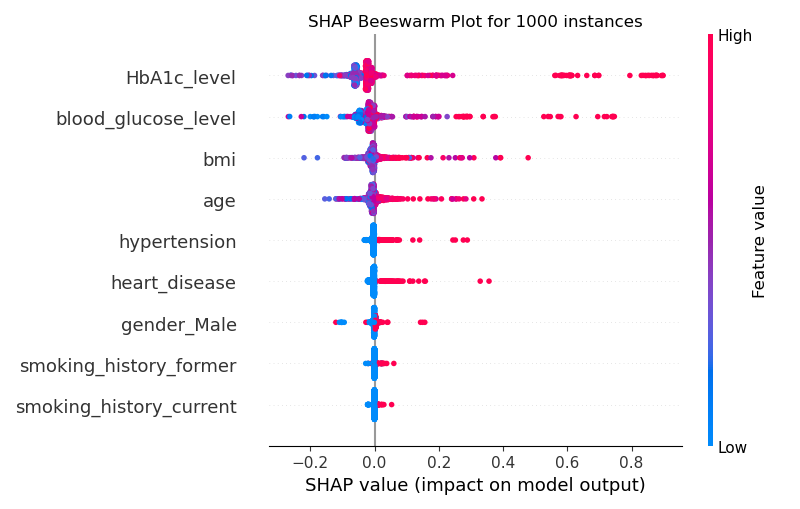 SHAP Beeswarm Plot for 1000 instances
High
HbA1c_level
blood_glucose_level
bmi
age
hypertension
heart_disease
gender_Male
smoking_history_former
smoking_history_current
Feature value
Low
−0.2 0.0 0.2 0.4 0.6 0.8
SHAP value (impact on model output)